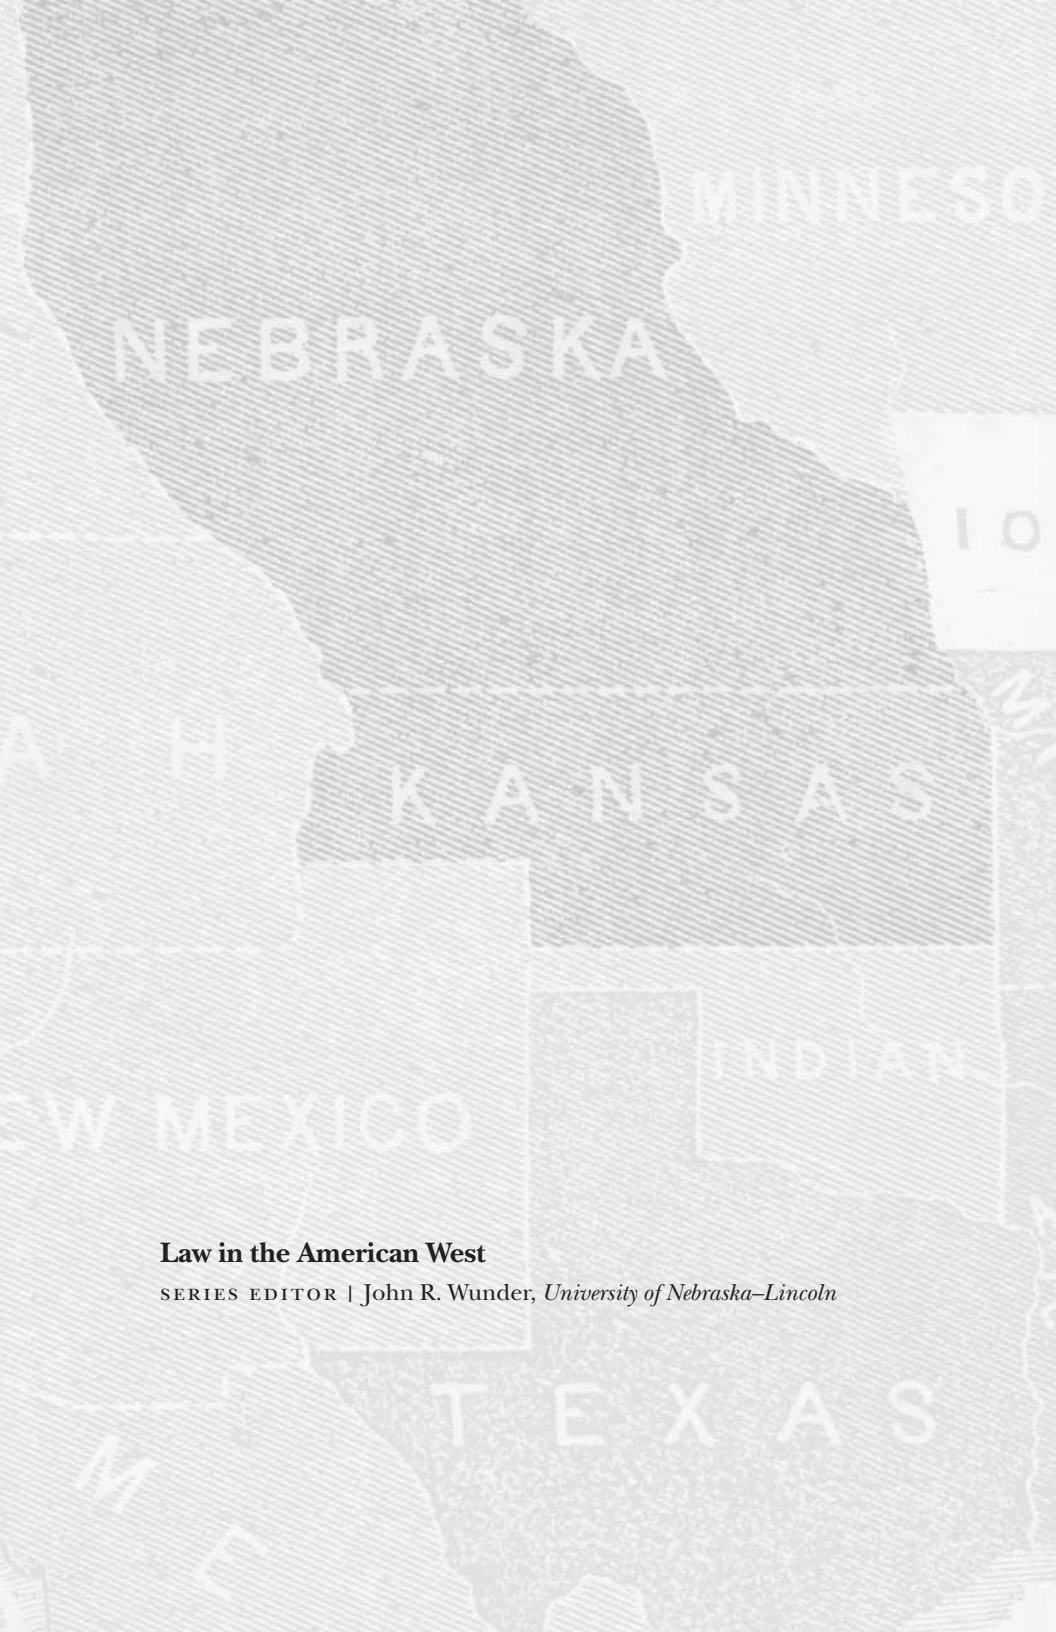 MINNESO
NEBRASKA
IO
AH
KANSAS
INDIAN
EW MEXICO
Law in the American West
SERIES EDITOR | John R. Wunder, University of Nebraska–Lincoln
TEXAS
M
E